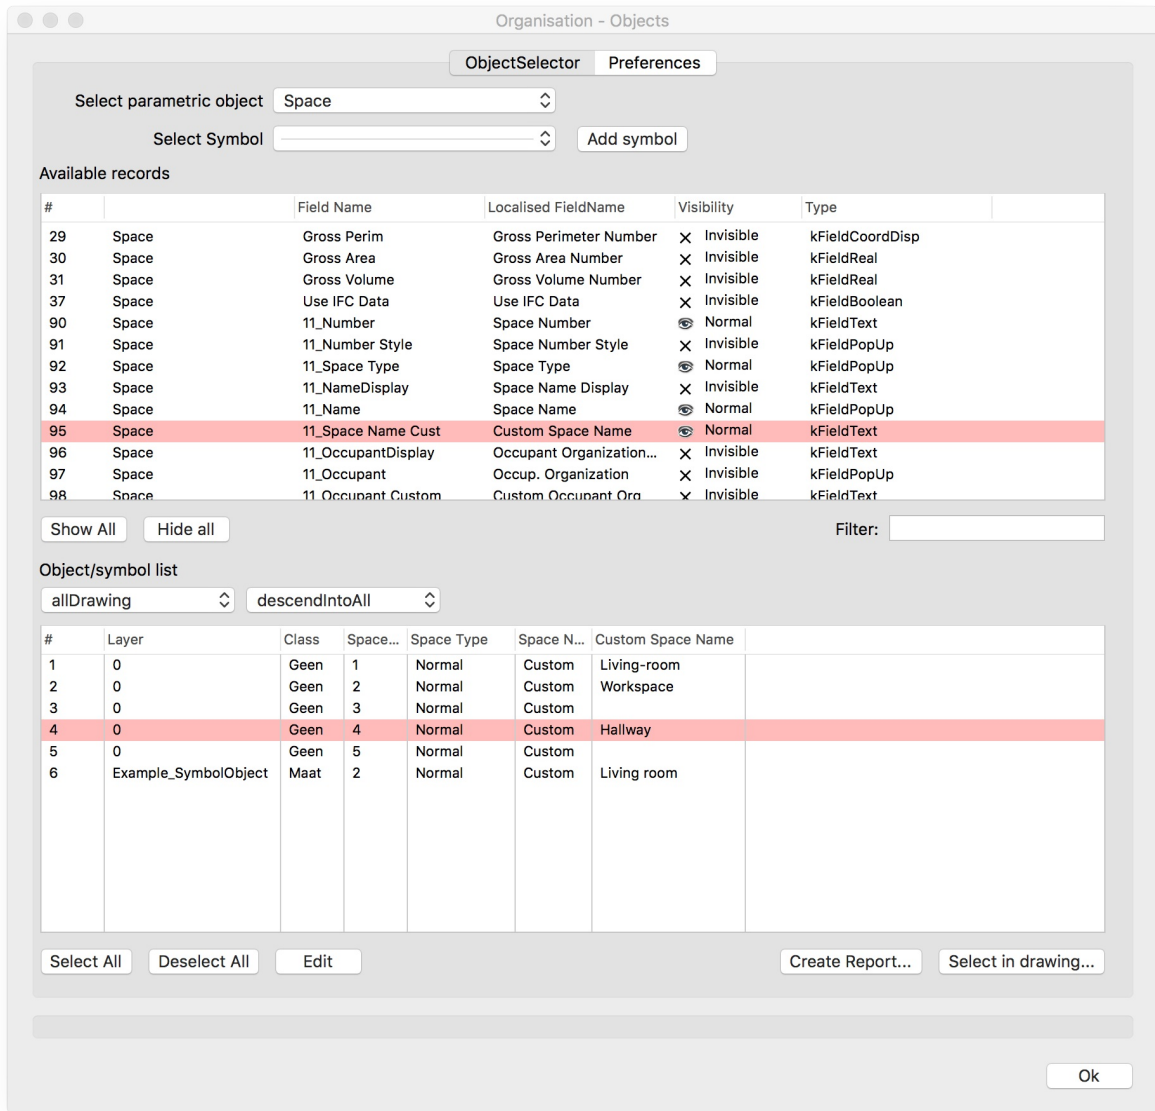 Organisation - Objects
ObjectSelector Preferences
Select parametric object Space
Select Symbol Add symbol
Available records
# Field Name Localised FieldName Visibility Type
29 Space Gross Perim Gross Perimeter Number Invisible kFieldCoordDisp
30 Space Gross Area Gross Area Number Invisible kFieldReal
31 Space Gross Volume Gross Volume Number Invisible kFieldReal
37 Space Use IFC Data Use IFC Data Invisible kFieldBoolean
90 Space 11_Number Space Number Normal kFieldText
91 Space 11_Number Style Space Number Style Invisible kFieldPopUp
92 Space 11_Space Type Space Type Normal kFieldPopUp
93 Space 11_NameDisplay Space Name Display Invisible kFieldText
94 Space 11_Name Space Name Normal kFieldPopUp
95 Space 11_Space Name Cust Custom Space Name Normal kFieldText
96 Space 11_OccupantDisplay Occupant Organization... Invisible kFieldText
97 Space 11_Occupant Occup. Organization Invisible kFieldPopUp
98 Space 11_Occupant Custom Custom Occupant Org Invisible kFieldText
Show All Hide all Filter:
Object/symbol list
allDrawing descendIntoAll
# Layer Class Space... Space Type Space N... Custom Space Name
1 0 Geen 1 Normal Custom Living-room
2 0 Geen 2 Normal Custom Workspace
3 0 Geen 3 Normal Custom
4 0 Geen 4 Normal Custom Hallway
5 0 Geen 5 Normal Custom
6 Example_SymbolObject Maat 2 Normal Custom Living room
Select All Deselect All Edit Create Report... Select in drawing...
Ok